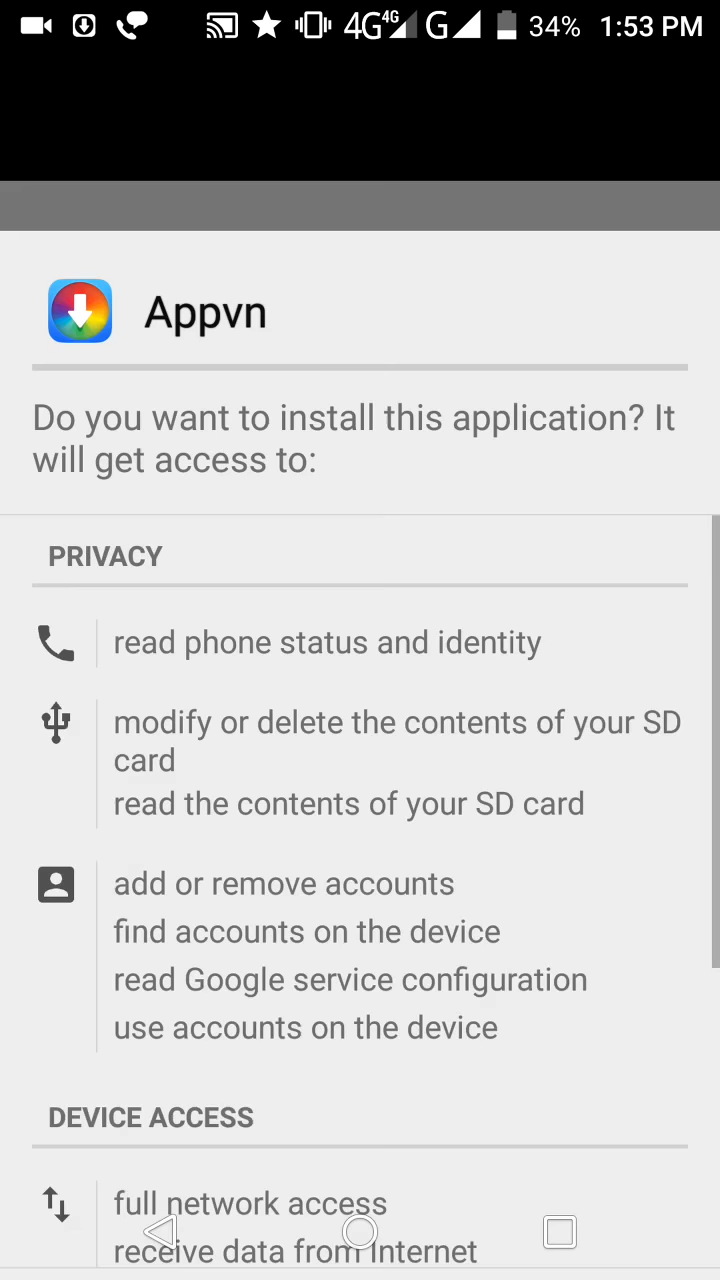 4G 4G G 34% 1:53 PM
Appvn
Do you want to install this application? It
will get access to:
PRIVACY
read phone status and identity
modify or delete the contents of your SD
card
read the contents of your SD card
add or remove accounts
find accounts on the device
read Google service configuration
use accounts on the device
DEVICE ACCESS
full network access
receive data from Internet